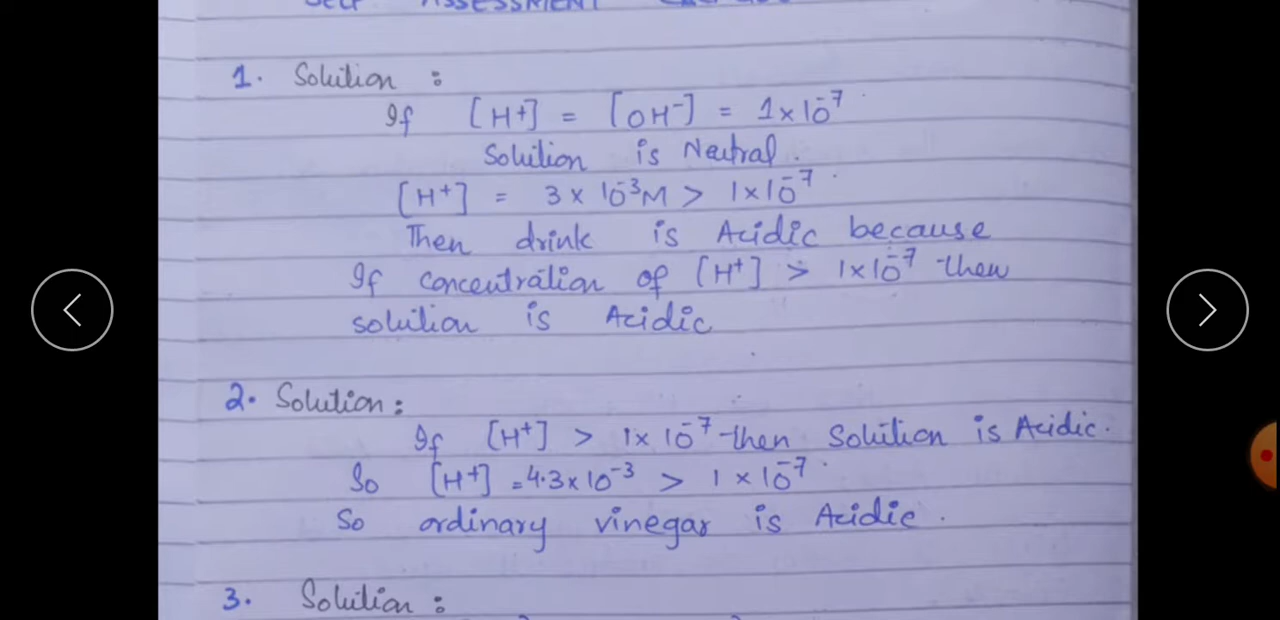 SELF ASSESSMENT
1. Solution :
If [H⁺] = [OH⁻] = 1×10⁻⁷
Solution is Neutral.
[H⁺] = 3 × 10⁻³M > 1×10⁻⁷
Then drink is Acidic because
If concentration of [H⁺] > 1×10⁻⁷ then
solution is Acidic
2. Solution :
If [H⁺] > 1× 10⁻⁷ then Solution is Acidic.
So [H⁺] = 4.3×10⁻³ > 1 × 10⁻⁷
So ordinary vinegar is Acidic.
3. Solution :